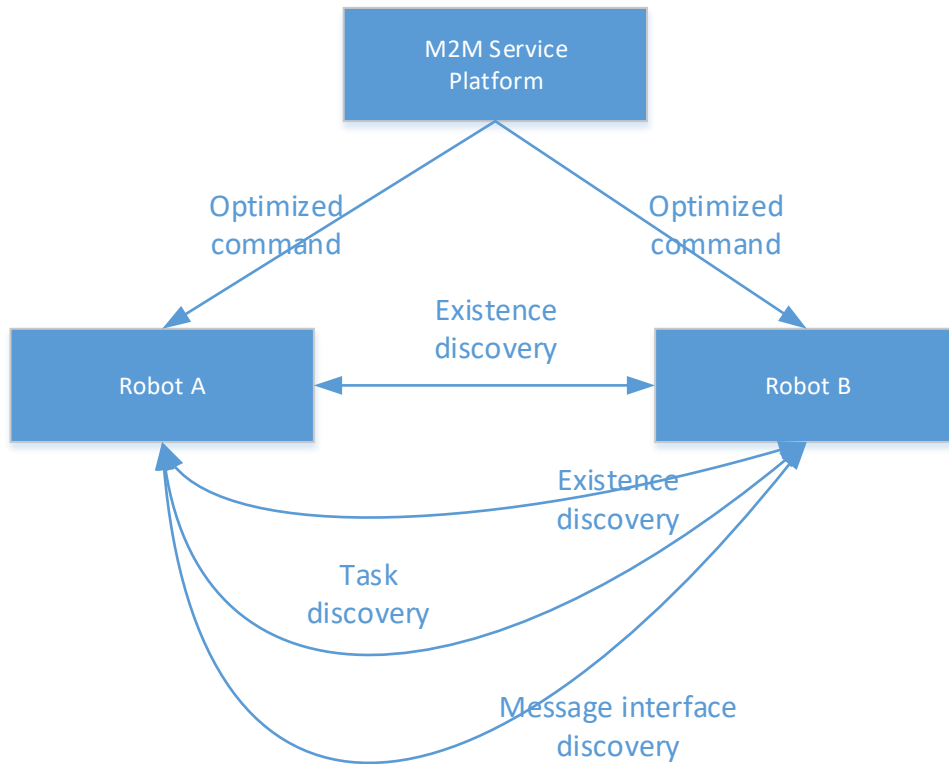 M2M Service
Platform
Optimized
command
Optimized
command
Existence
discovery
Robot A
Robot B
Existence
discovery
Task
discovery
Message interface
discovery